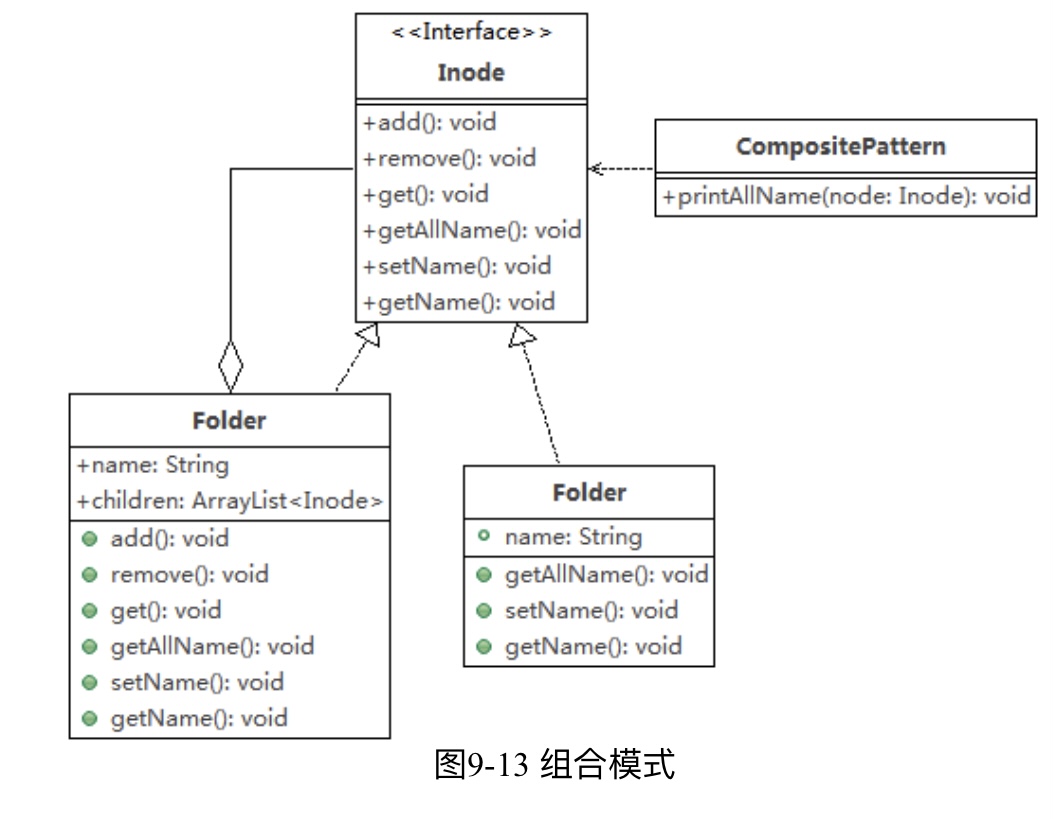 <<Interface>>
Inode
+add(): void
+remove(): void
+get(): void
+getAllName(): void
+setName(): void
+getName(): void
CompositePattern
+printAllName(node: Inode): void
Folder
+name: String
+children: ArrayList<Inode>
add(): void
remove(): void
get(): void
getAllName(): void
setName(): void
getName(): void
Folder
name: String
getAllName(): void
setName(): void
getName(): void
图9-13 组合模式